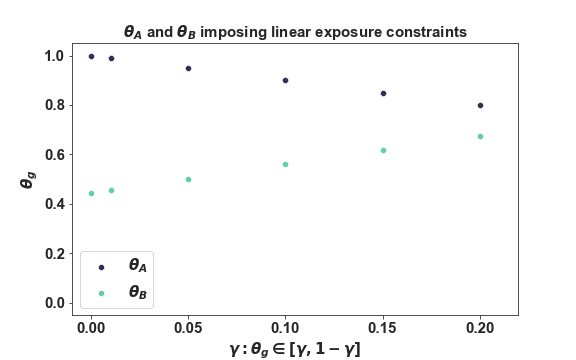 θA and θB imposing linear exposure constraints
1.0
0.8
0.6
0.4
0.2
0.0
θg
θA
θB
0.00 0.05 0.10 0.15 0.20
γ : θg ∈ [γ, 1 − γ]